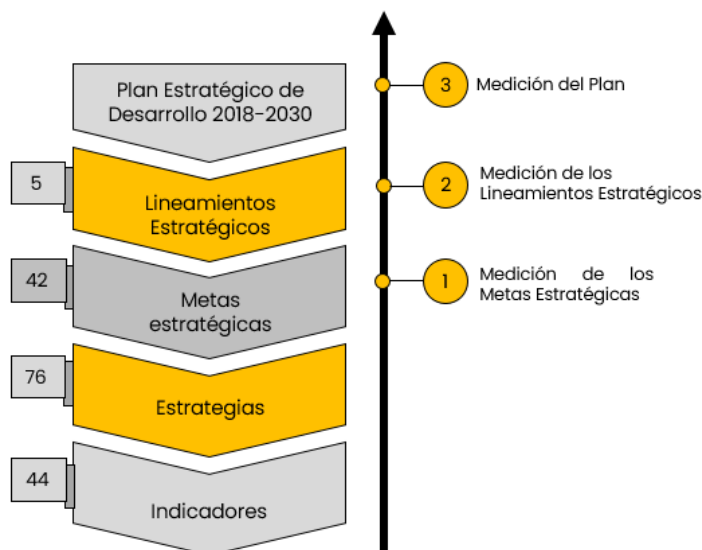 Plan Estratégico de
Desarrollo 2018-2030
3
Medición del Plan
5
Lineamientos
Estratégicos
2
Medición de los
Lineamientos Estratégicos
42
Metas
estratégicas
1
Medición de los
Metas Estratégicas
76
Estrategias
44
Indicadores